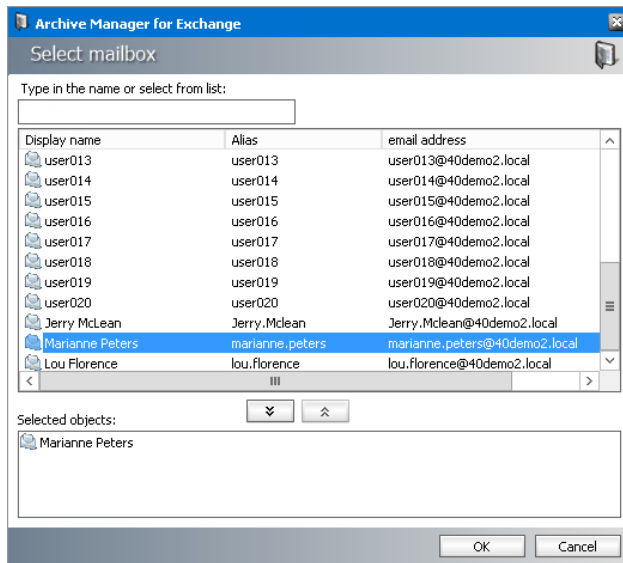 Archive Manager for Exchange
Select mailbox
Type in the name or select from list:
Display name Alias email address
user013 user013 user013@40demo2.local
user014 user014 user014@40demo2.local
user015 user015 user015@40demo2.local
user016 user016 user016@40demo2.local
user017 user017 user017@40demo2.local
user018 user018 user018@40demo2.local
user019 user019 user019@40demo2.local
user020 user020 user020@40demo2.local
Jerry McLean Jerry.Mclean Jerry.Mclean@40demo2.local
Marianne Peters marianne.peters marianne.peters@40demo2.local
Lou Florence lou.florence lou.florence@40demo2.local
Selected objects:
Marianne Peters
OK Cancel